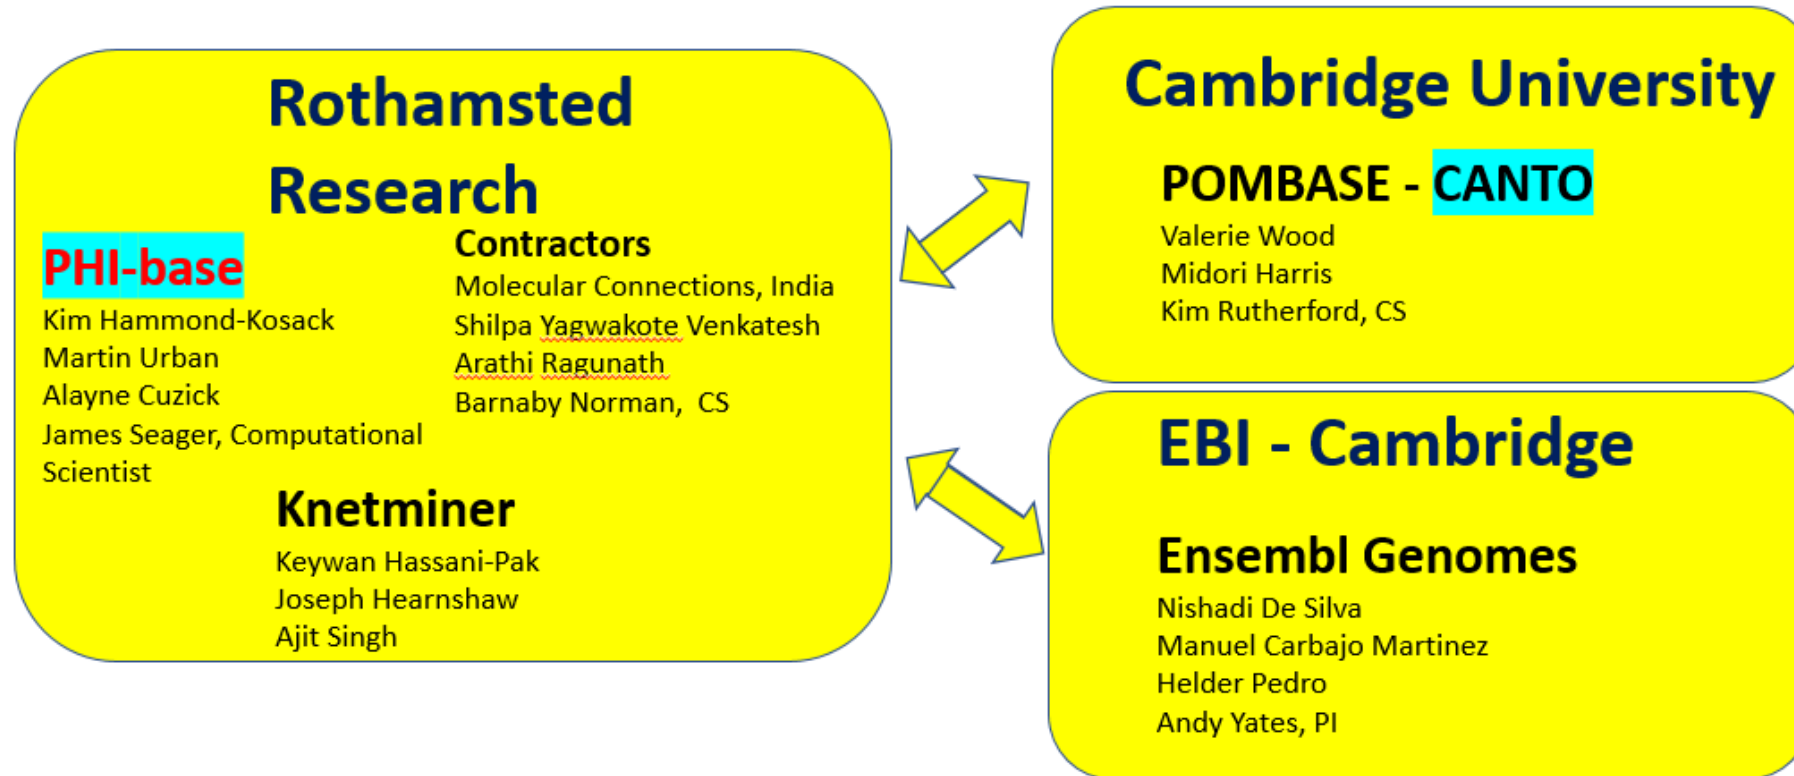 Rothamsted
Research
PHI-base
Kim Hammond-Kosack
Martin Urban
Alayne Cuzick
James Seager, Computational
Scientist
Contractors
Molecular Connections, India
Shilpa Yagwakote Venkatesh
Arathi Ragunath
Barnaby Norman,  CS
Knetminer
Keywan Hassani-Pak
Joseph Hearnshaw
Ajit Singh
Cambridge University
POMBASE - CANTO
Valerie Wood
Midori Harris
Kim Rutherford, CS
EBI - Cambridge
Ensembl Genomes
Nishadi De Silva
Manuel Carbajo Martinez
Helder Pedro
Andy Yates, PI